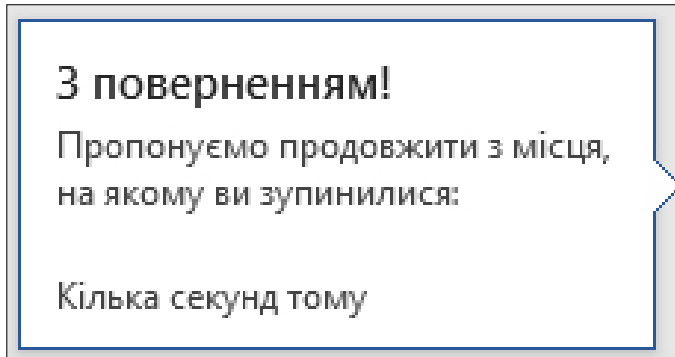 З поверненням!
Пропонуємо продовжити з місця,
на якому ви зупинилися:
Кілька секунд тому